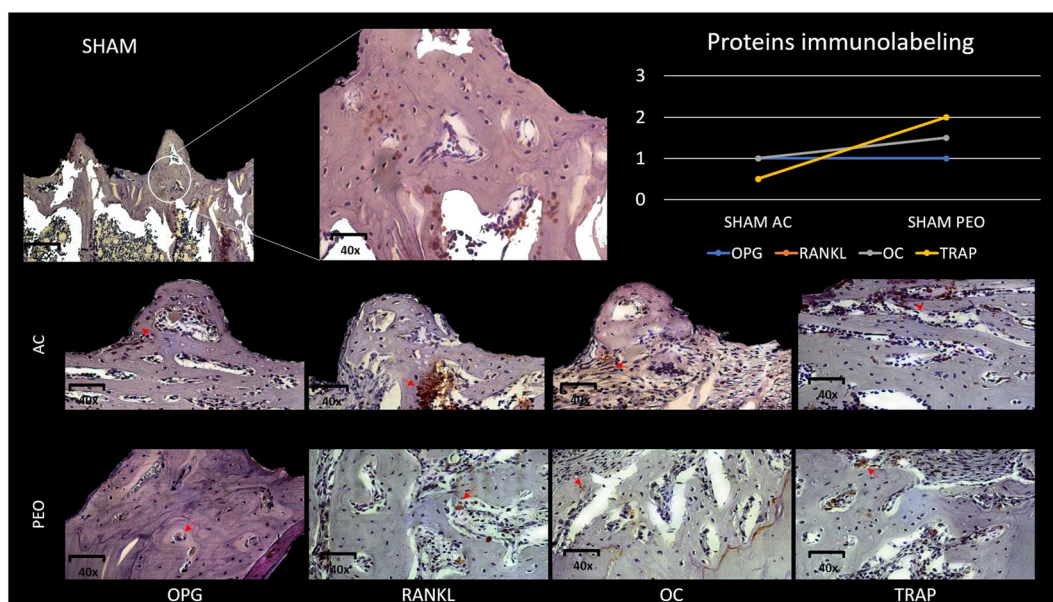 SHAM
40x
Proteins immunolabeling
3
2
1
0
SHAM AC SHAM PEO
OPG RANKL OC TRAP
AC
40x 40x 40x 40x
PEO
40x 40x 40x 40x
OPG RANKL OC TRAP